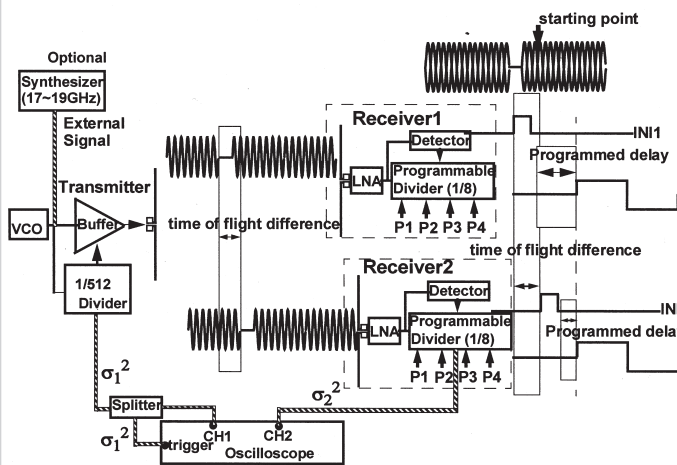 starting point
Optional
Synthesizer
(17~19GHz)
External
Signal
Transmitter
VCO
Buffer
1/512
Divider
time of flight difference
Receiver1
Detector
LNA
Programmable
Divider (1/8)
P1 P2 P3 P4
INI1
Programmed delay
time of flight difference
Receiver2
Detector
LNA
Programmable
Divider (1/8)
P1 P2 P3 P4
INI
Programmed dela
σ₁²
σ₂²
Splitter
σ₁²
trigger
CH1
CH2
Oscilloscope